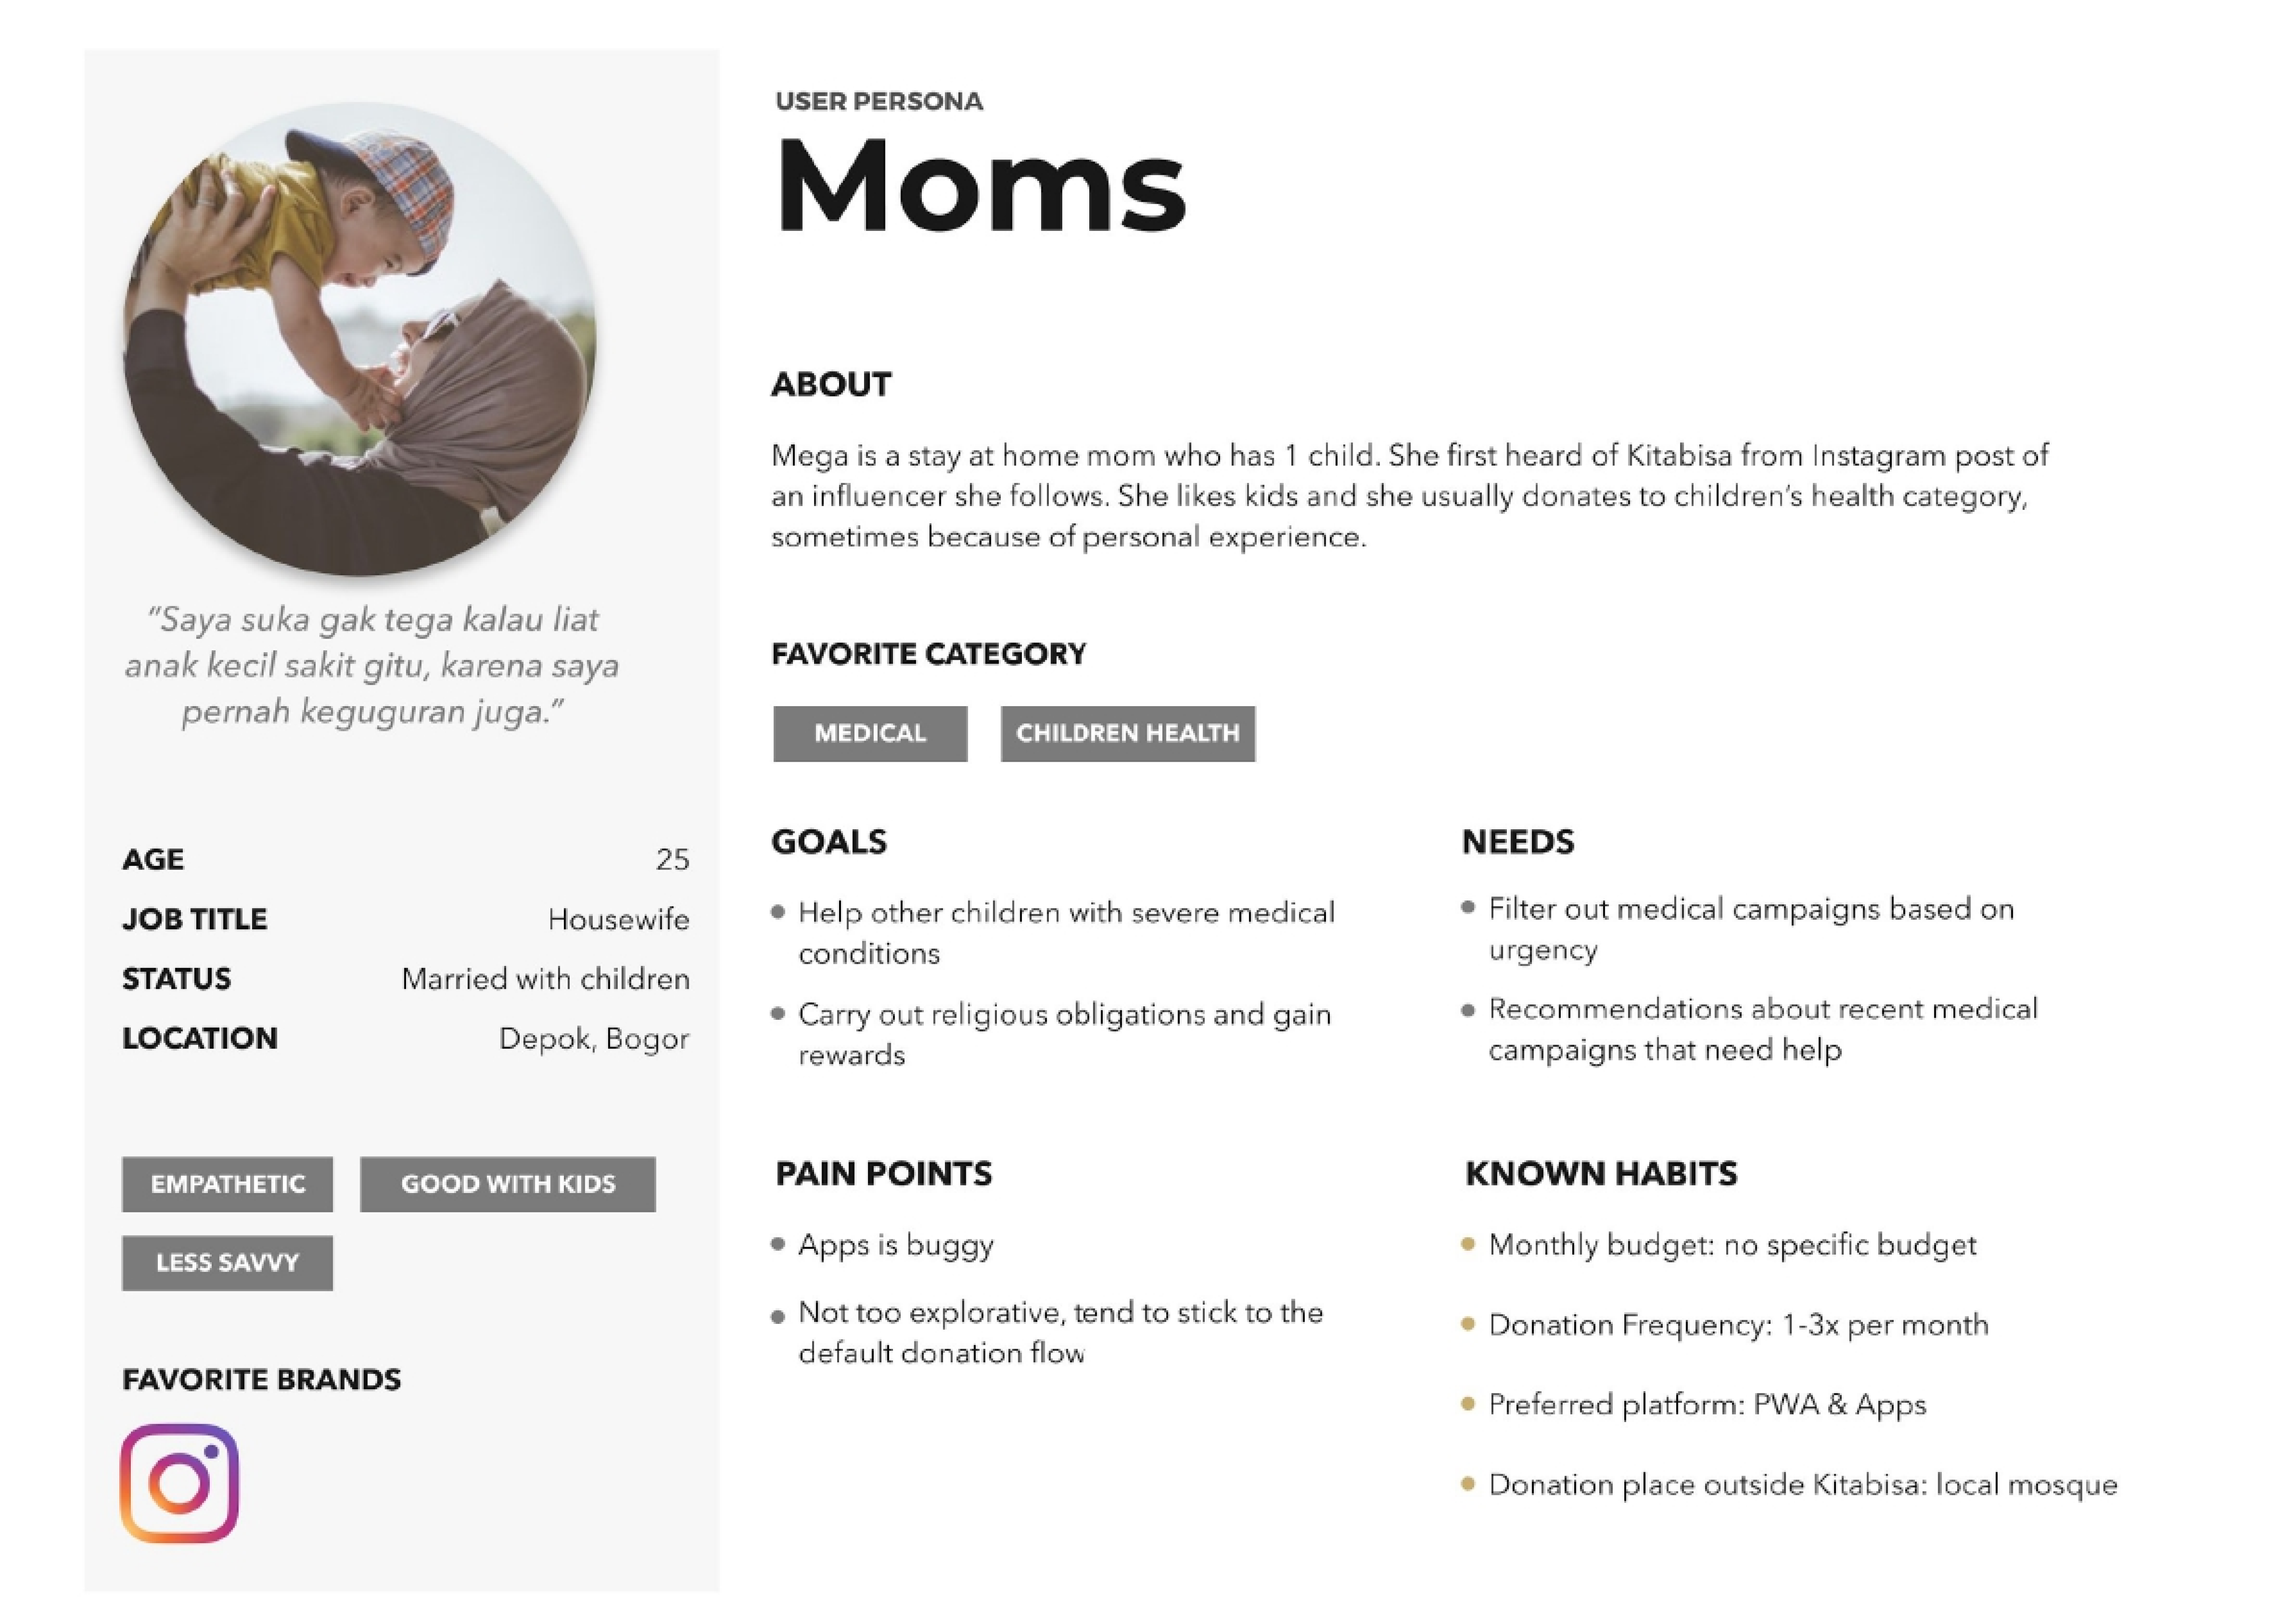 USER PERSONA
Moms
“Saya suka gak tega kalau liat
anak kecil sakit gitu, karena saya
pernah keguguran juga.”
AGE 25
JOB TITLE Housewife
STATUS Married with children
LOCATION Depok, Bogor
EMPATHETIC GOOD WITH KIDS
LESS SAVVY
FAVORITE BRANDS
ABOUT
Mega is a stay at home mom who has 1 child. She first heard of Kitabisa from Instagram post of
an influencer she follows. She likes kids and she usually donates to children’s health category,
sometimes because of personal experience.
FAVORITE CATEGORY
MEDICAL CHILDREN HEALTH
GOALS
Help other children with severe medical
conditions
Carry out religious obligations and gain
rewards
NEEDS
Filter out medical campaigns based on
urgency
Recommendations about recent medical
campaigns that need help
PAIN POINTS
Apps is buggy
Not too explorative, tend to stick to the
default donation flow
KNOWN HABITS
Monthly budget: no specific budget
Donation Frequency: 1-3x per month
Preferred platform: PWA & Apps
Donation place outside Kitabisa: local mosque